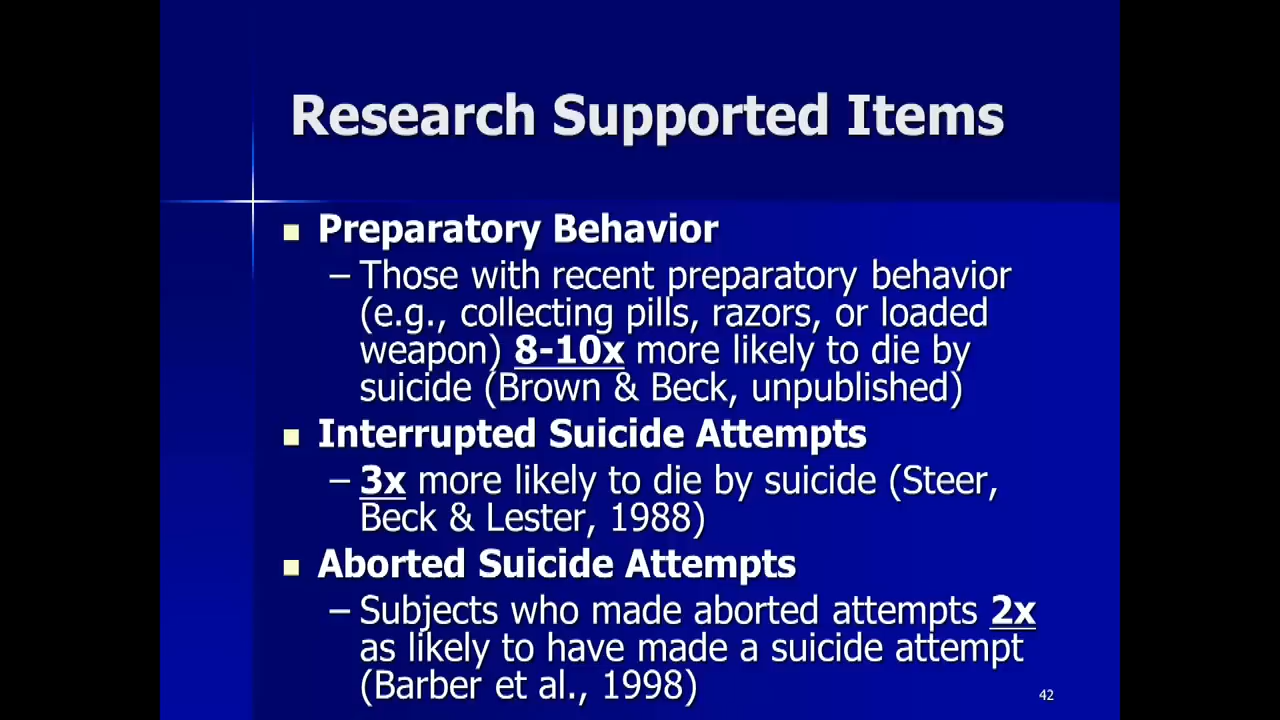 Research Supported Items
Preparatory Behavior
– Those with recent preparatory behavior
(e.g., collecting pills, razors, or loaded
weapon) 8-10x more likely to die by
suicide (Brown & Beck, unpublished)
Interrupted Suicide Attempts
– 3x more likely to die by suicide (Steer,
Beck & Lester, 1988)
Aborted Suicide Attempts
– Subjects who made aborted attempts 2x
as likely to have made a suicide attempt
(Barber et al., 1998)
42